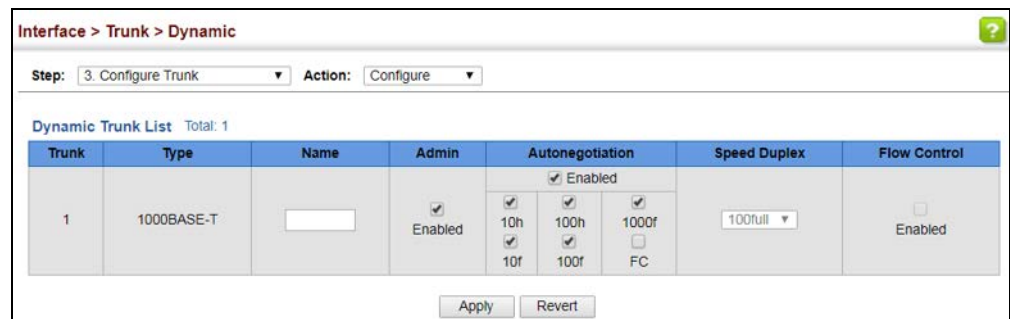 Interface > Trunk > Dynamic
?
Step: 3. Configure Trunk Action: Configure
Dynamic Trunk List Total: 1
Trunk Type Name Admin Autonegotiation Speed Duplex Flow Control
Enabled
1 1000BASE-T Enabled 10h 100h 1000f 100full Enabled
10f 100f FC
Apply Revert